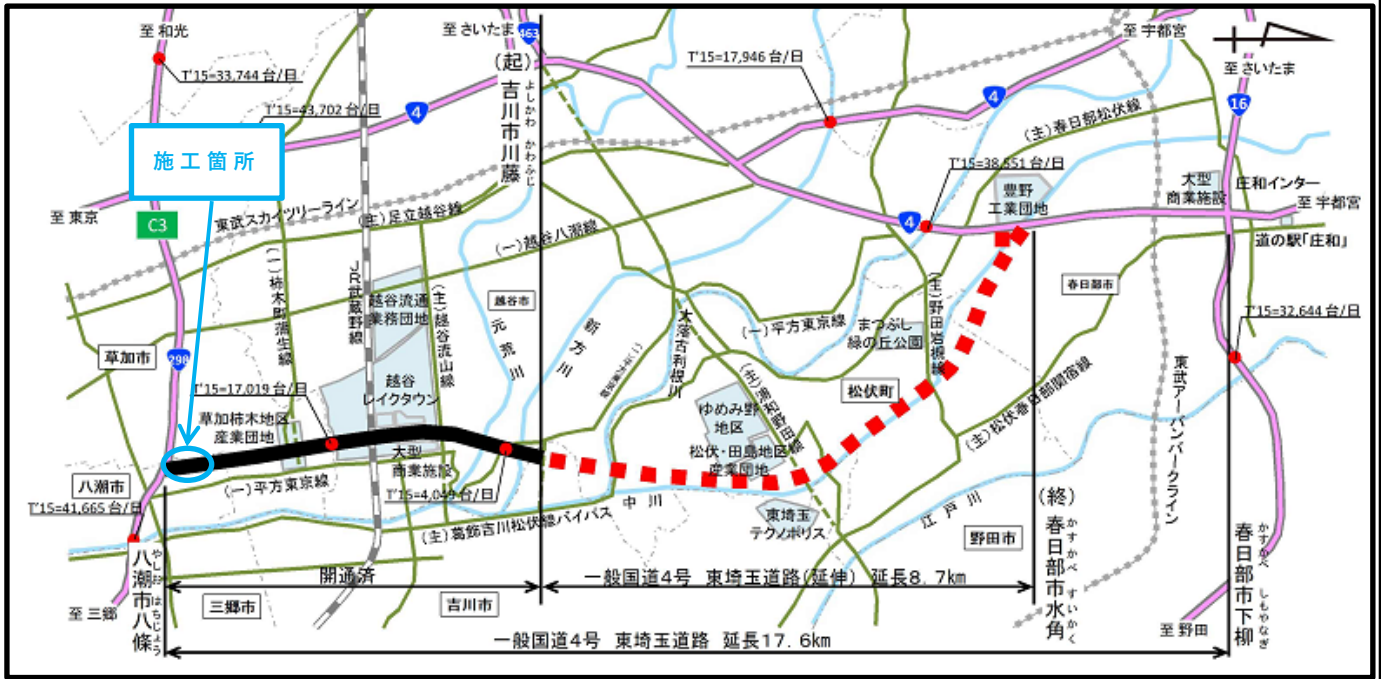 至 和光
至 さいたま
463
至 宇都宮
T'15=33,744 台/日
T'15=17,946 台/日
至 さいたま
(起)
吉川市川藤
よしかわ かわふじ
T'15=43,702 台/日
4
4
16
(主)春日部松伏線
施工箇所
T'15=38,551 台/日
豊野
工業団地
大型
商業施設
庄和インター
至 宇都宮
至 東京
C3
東武スカイツリーライン
(主)足立越谷線
(一)越谷八潮線
4
道の駅「庄和」
(一)柿木町蒲生線
JR武蔵野線
越谷流通
業務団地
(主)越谷流山線
越谷市
元荒川
新方川
大落古利根川
(一)平方東京線
まつぶし
緑の丘公園
(主)野田岩槻線
春日部市
T'15=32,644 台/日
草加市
298
T'15=17,019 台/日
越谷
レイクタウン
草加柿木地区
産業団地
大型
商業施設
ゆめみ野
地区
松伏・田島地区
産業団地
松伏町
(主)松伏春日部関宿線
東武アーバンパークライン
八潮市
(一)平方東京線
T'15=4,049 台/日
T'15=41,665 台/日
中川
(主)葛飾吉川松伏線バイパス
東埼玉
テクノポリス
江戸川
野田市
(終)
春日部市水角
かすかべ すいかく
春日部市下柳
かすかべ しもやなぎ
八潮市八條
やしお はちじょう
開通済
一般国道4号 東埼玉道路(延伸) 延長8.7km
至 三郷
三郷市
吉川市
至 野田
一般国道4号 東埼玉道路 延長17.6km